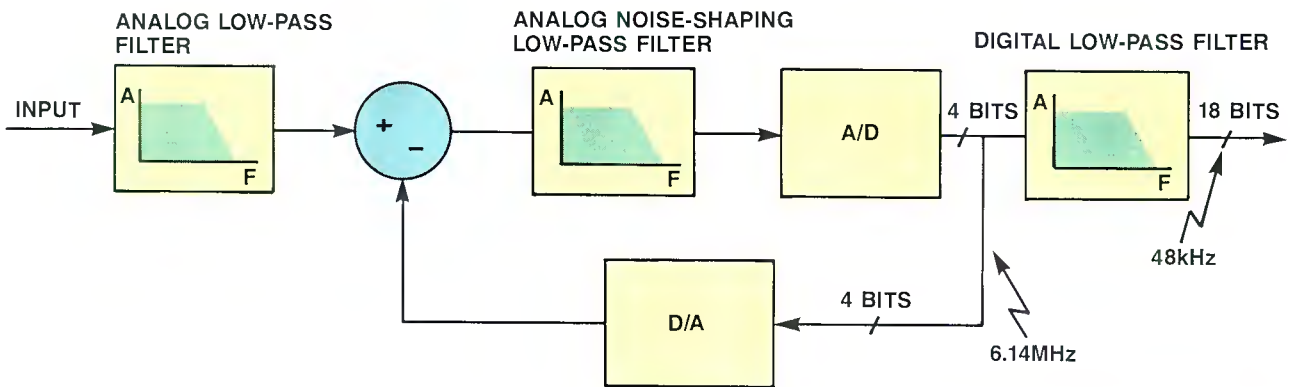 ANALOG LOW-PASS
FILTER
ANALOG NOISE-SHAPING
LOW-PASS FILTER
DIGITAL LOW-PASS FILTER
INPUT
A
F
+
-
A
F
A/D
4 BITS
A
F
18 BITS
48kHz
D/A
4 BITS
6.14MHz